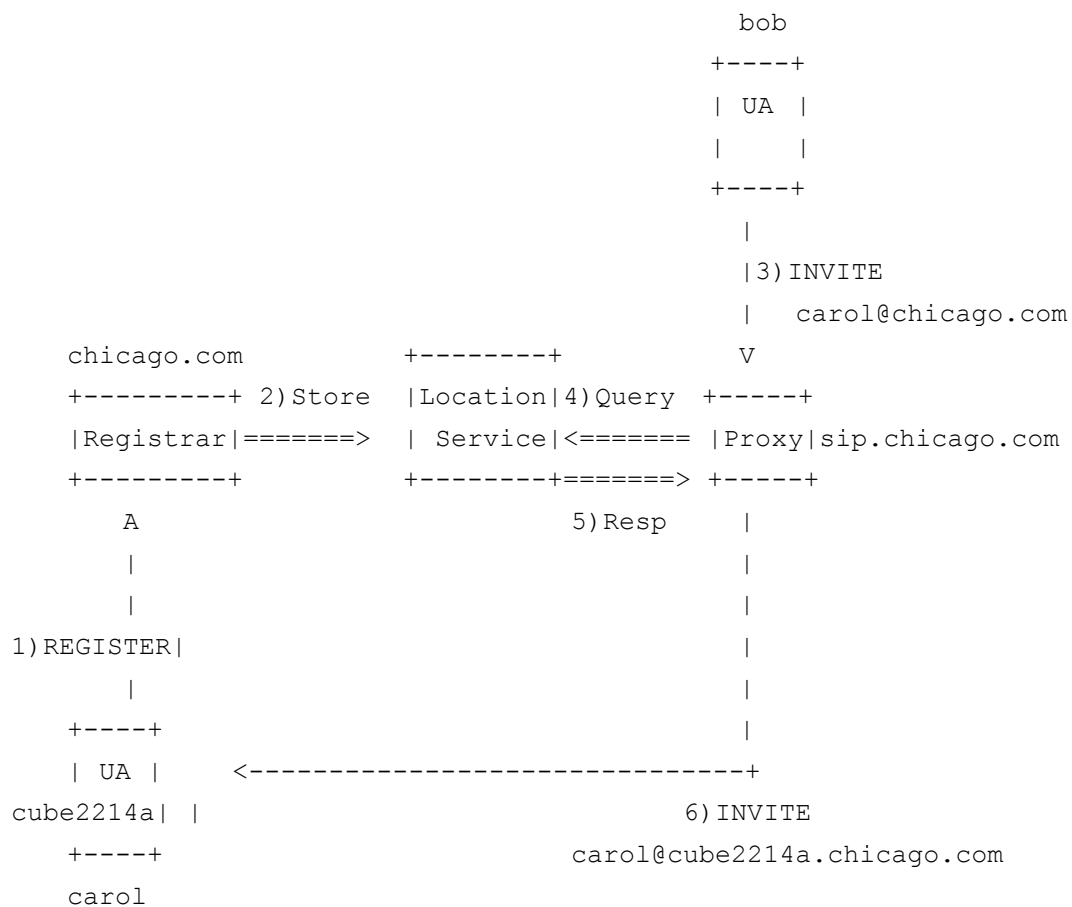 bob
+----+
| UA |
|    |
+----+
|
|3)INVITE
|   carol@chicago.com
chicago.com        +--------+            V
+---------+ 2)Store  |Location|4)Query  +-----+
|Registrar|=======>  | Service|<=======  |Proxy|sip.chicago.com
+---------+          +--------+=======>  +-----+
A                      5)Resp      |
|                                  |
|                                  |
1)REGISTER|                                  |
|                                  |
+----+                                |
| UA |    <-------------------------------+
cube2214a| |                            6)INVITE
+----+                     carol@cube2214a.chicago.com
carol